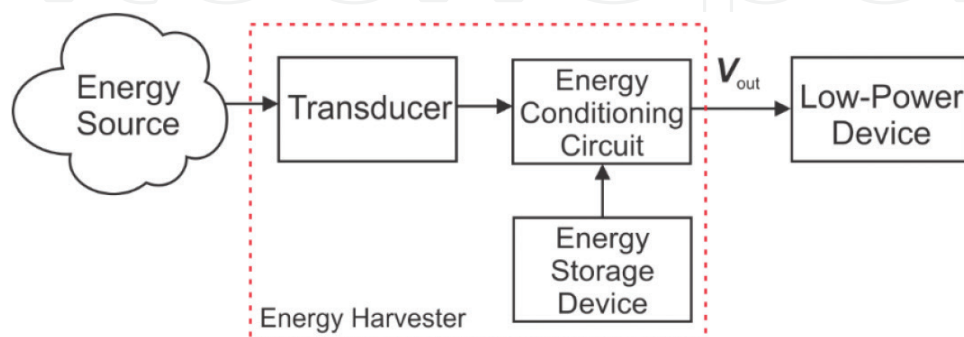 Energy
Source
Transducer
Energy
Conditioning
Circuit
Vout
Low-Power
Device
Energy
Storage
Device
Energy Harvester